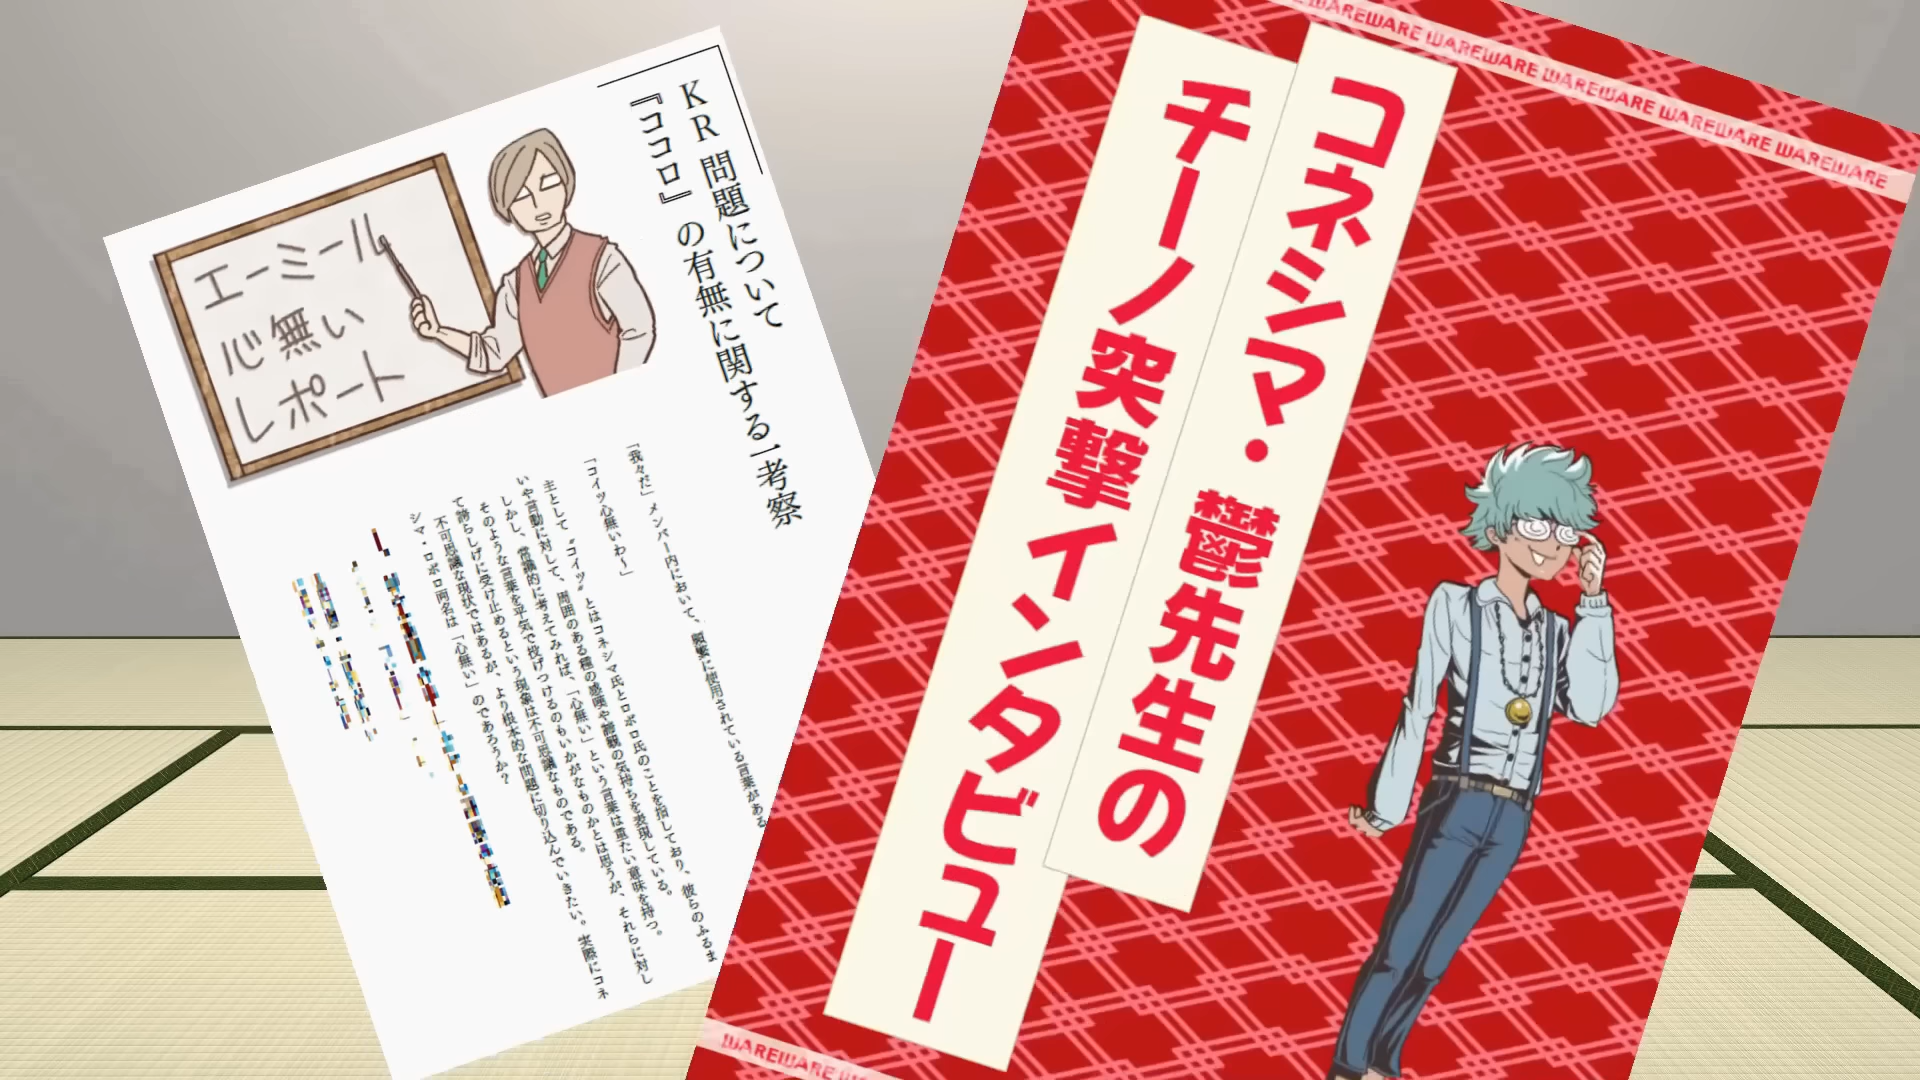 KR問題について
『ココロ』の有無に関する一考察
エーミール
心無い
レポート
「我々だ」メンバー内において、頻繁に使用されている言葉がある。
「コイツ心無いわ～」
主として〝コイツ〟とはコネシマ氏とロボロ氏のことを指しており、彼らのふるま
いや言動に対して、周囲のある種の感嘆や諦観の気持ちを表現している。
しかし、常識的に考えてみれば、「心無い」という言葉は重たい意味を持つ。
そのような言葉を平気で投げつけるのもいかがなものかとは思うが、それらに対し
て誇らしげに受け止めるという現象は不可思議なものである。
不可思議な現状ではあるが、より根本的な問題に切り込んでいきたい。実際にコネ
シマ・ロボロ両名は「心無い」のであろうか？
WAREWARE WAREWARE WAREWARE WAREWARE WAREWARE
コネシマ・鬱先生の
チーノ突撃インタビュー
WAREWARE